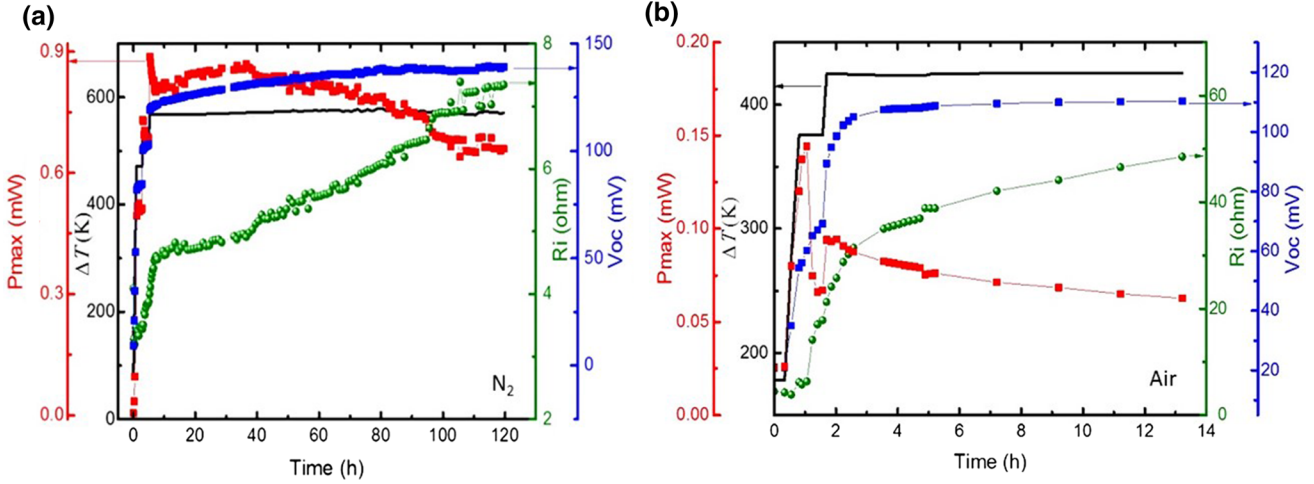 (a)
(b)
0.9
0.6
0.3
0.0
Pmax (mW)
600
400
200
0
ΔT (K)
8
6
4
2
Ri (ohm)
150
100
50
0
Voc (mV)
N2
0 20 40 60 80 100 120
Time (h)
0.20
0.15
0.10
0.05
0.00
Pmax (mW)
400
300
200
ΔT (K)
60
40
20
0
Ri (ohm)
120
100
80
60
40
20
Voc (mV)
Air
0 2 4 6 8 10 12 14
Time (h)